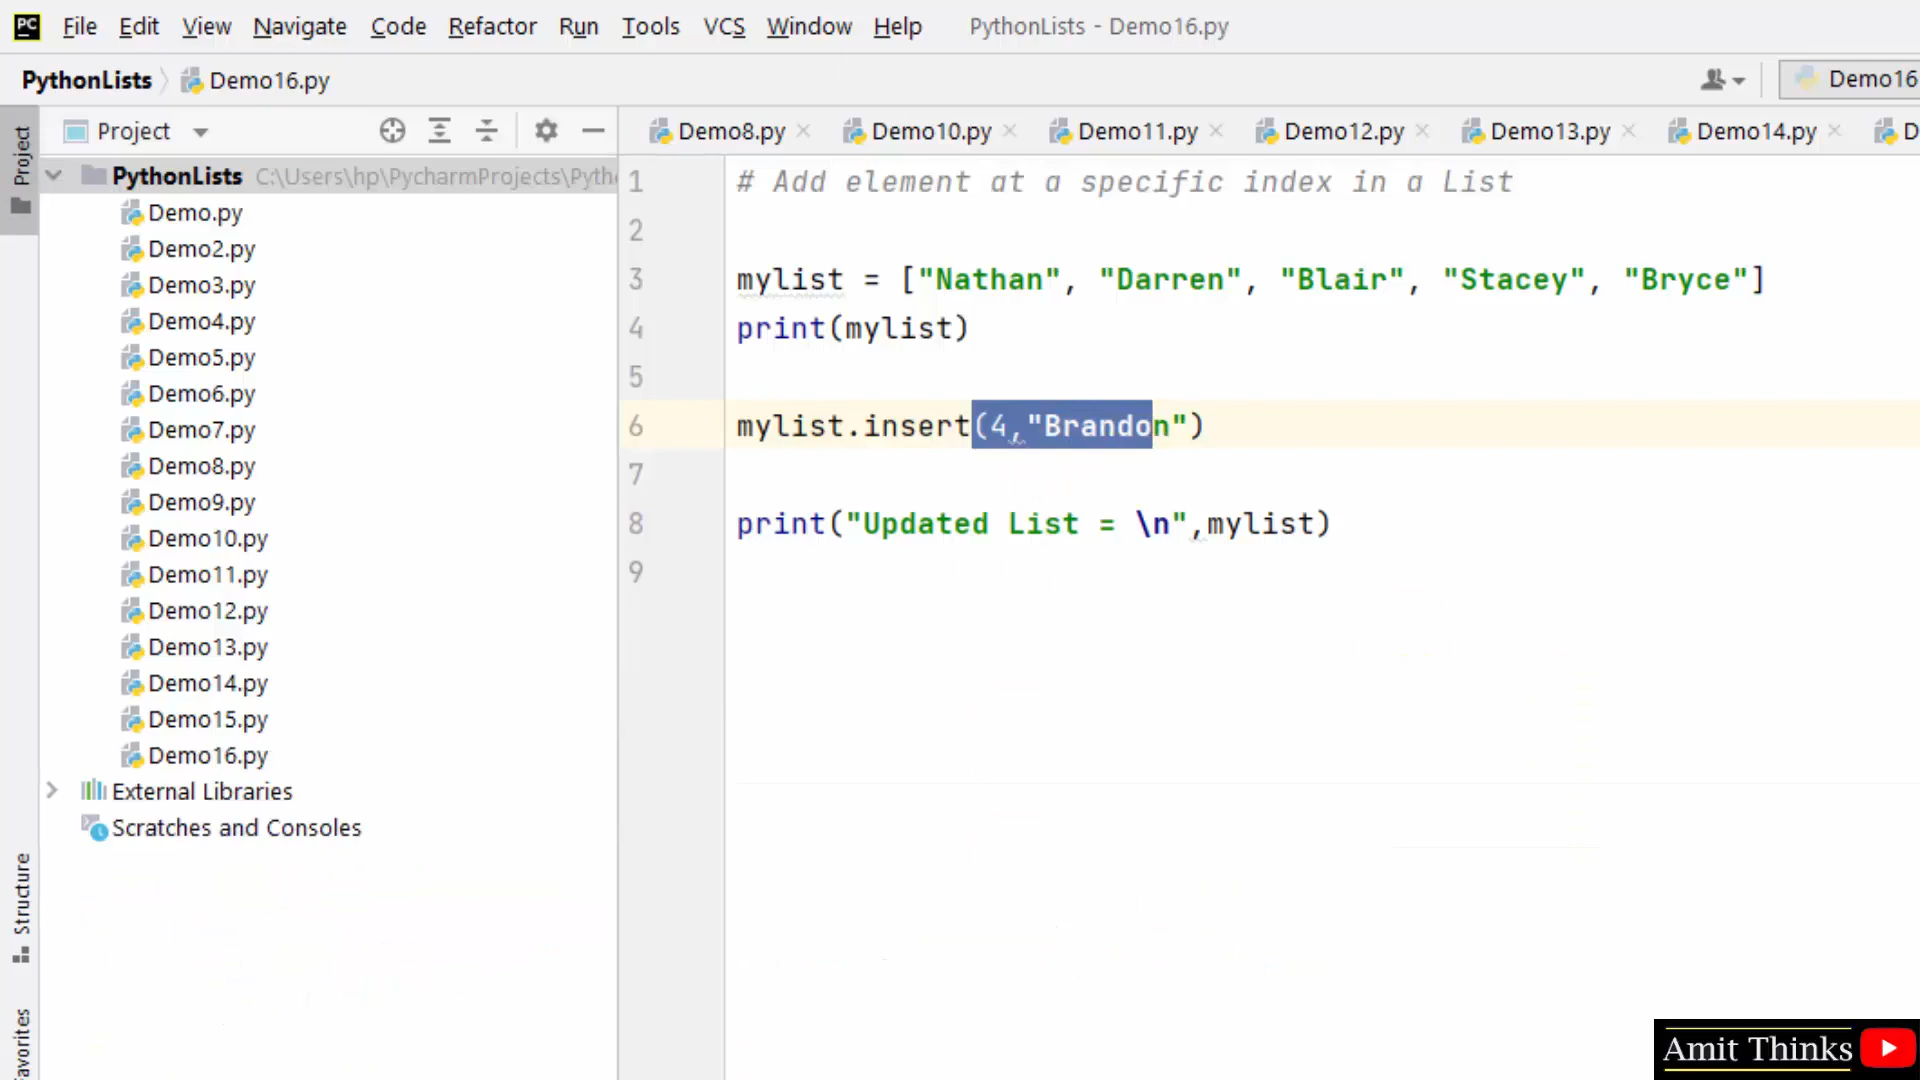 PC File Edit View Navigate Code Refactor Run Tools VCS Window Help PythonLists - Demo16.py
PythonLists Demo16.py Demo16
Project
Project
Demo8.py Demo10.py Demo11.py Demo12.py Demo13.py Demo14.py D
PythonLists C:\Users\hp\PycharmProjects\Pyth
Demo.py
Demo2.py
Demo3.py
Demo4.py
Demo5.py
Demo6.py
Demo7.py
Demo8.py
Demo9.py
Demo10.py
Demo11.py
Demo12.py
Demo13.py
Demo14.py
Demo15.py
Demo16.py
External Libraries
Scratches and Consoles
Structure
Favorites
1 # Add element at a specific index in a List
2
3 mylist = ["Nathan", "Darren", "Blair", "Stacey", "Bryce"]
4 print(mylist)
5
6 mylist.insert(4,"Brandon")
7
8 print("Updated List = \n",mylist)
9
Amit Thinks